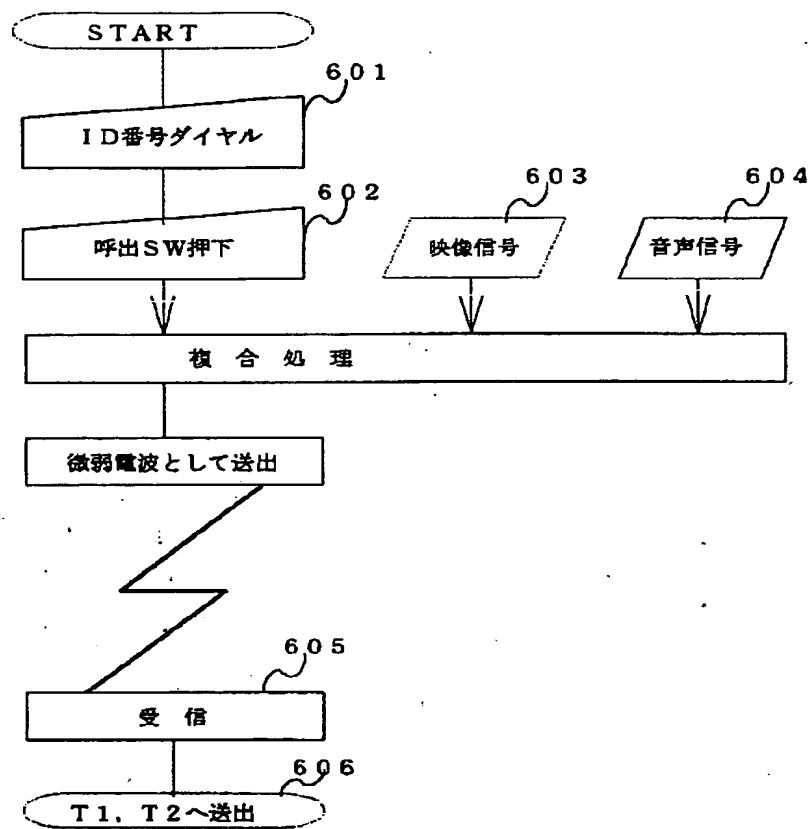 START
601
ID番号ダイヤル
602
603
604
呼出SW押下
映像信号
音声信号
複合処理
微弱電波として送出
605
受信
606
T1, T2へ送出